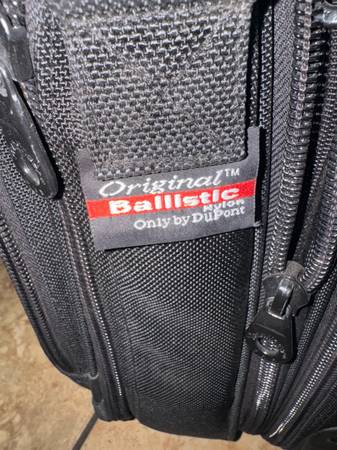 Original™
Ballistic
Nylon
Only by DuPont